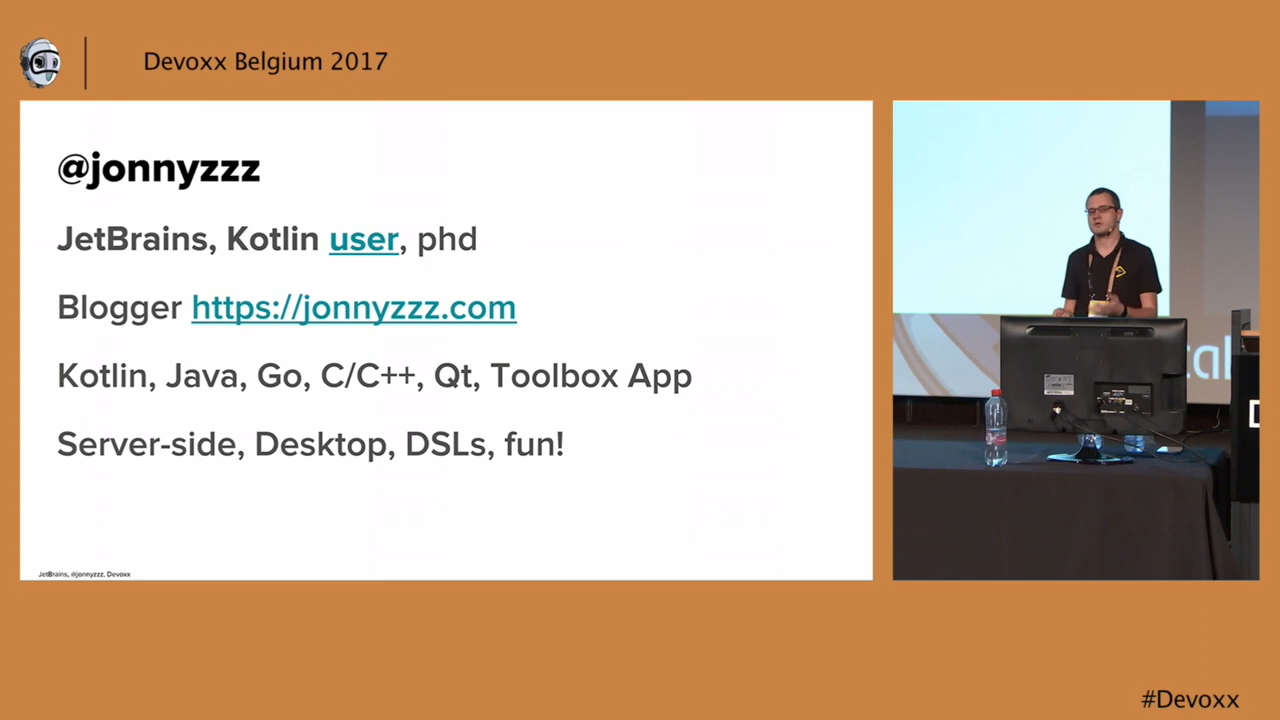 Devoxx Belgium 2017
@jonnyzzz
JetBrains, Kotlin user, phd
Blogger https://jonnyzzz.com
Kotlin, Java, Go, C/C++, Qt, Toolbox App
Server-side, Desktop, DSLs, fun!
JetBrains, @jonnyzzz, Devoxx
#Devoxx